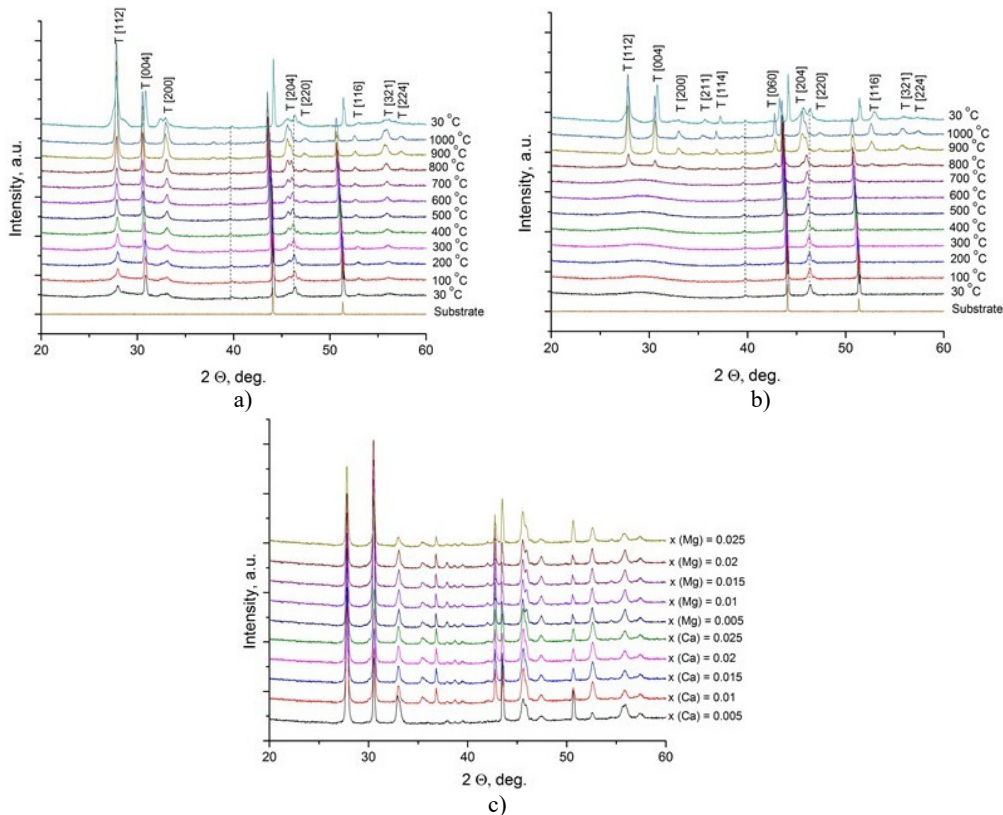 T [112]
T [004]
T [200]
T [204]
T [220]
T [116]
T [321]
T [224]
30 °C
1000 °C
900 °C
800 °C
700 °C
600 °C
500 °C
400 °C
300 °C
200 °C
100 °C
30 °C
Substrate
Intensity, a.u.
20 30 40 50 60
2 Θ, deg.
a)
T [112]
T [004]
T [200]
T [211]
T [114]
T [060]
T [204]
T [220]
T [116]
T [321]
T [224]
30 °C
1000 °C
900 °C
800 °C
700 °C
600 °C
500 °C
400 °C
300 °C
200 °C
100 °C
30 °C
Substrate
Intensity, a.u.
20 30 40 50 60
2 Θ, deg.
b)
x (Mg) = 0.025
x (Mg) = 0.02
x (Mg) = 0.015
x (Mg) = 0.01
x (Mg) = 0.005
x (Ca) = 0.025
x (Ca) = 0.02
x (Ca) = 0.015
x (Ca) = 0.01
x (Ca) = 0.005
Intensity, a.u.
20 30 40 50 60
2 Θ, deg.
c)